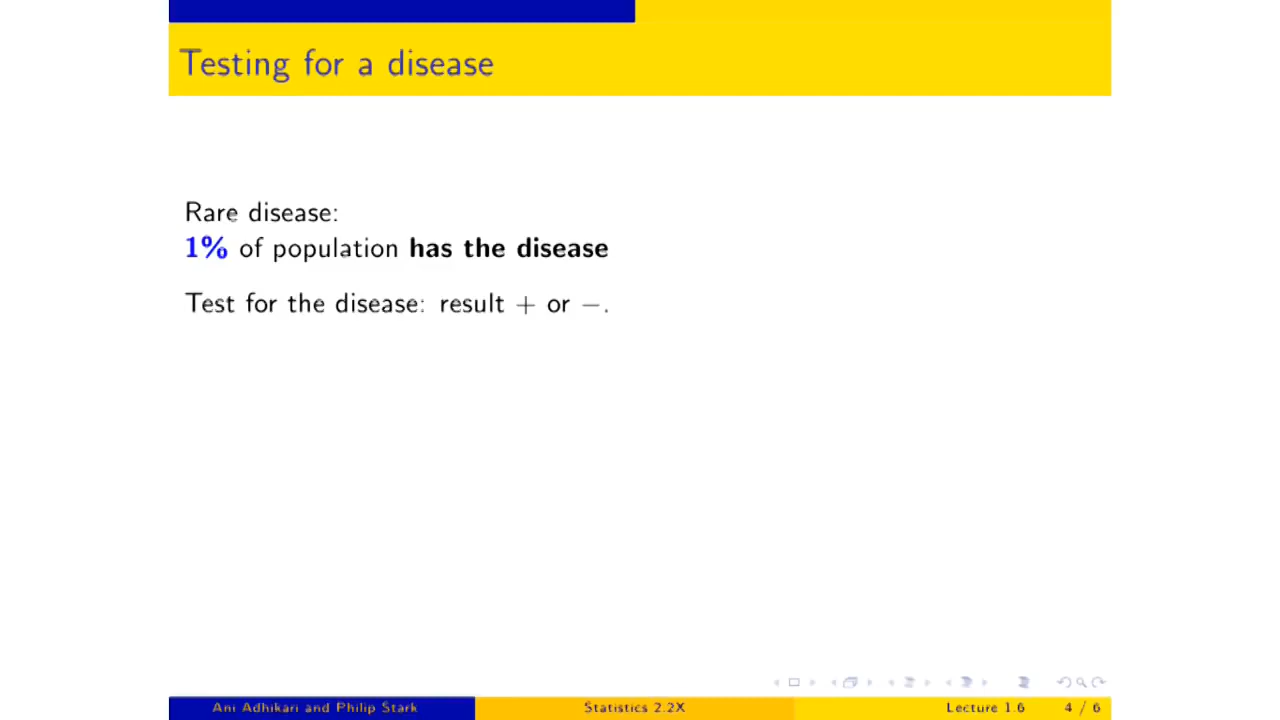 Testing for a disease
Rare disease:
1% of population has the disease
Test for the disease: result + or −.
Ani Adhikari and Philip Stark
Statistics 2.2X
Lecture 1.6
4 / 6